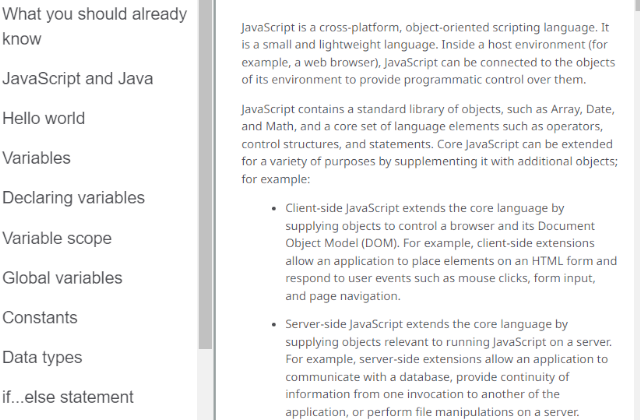 What you should already
know
JavaScript and Java
Hello world
Variables
Declaring variables
Variable scope
Global variables
Constants
Data types
if...else statement
JavaScript is a cross-platform, object-oriented scripting language. It
is a small and lightweight language. Inside a host environment (for
example, a web browser), JavaScript can be connected to the objects
of its environment to provide programmatic control over them.
JavaScript contains a standard library of objects, such as Array, Date,
and Math, and a core set of language elements such as operators,
control structures, and statements. Core JavaScript can be extended
for a variety of purposes by supplementing it with additional objects;
for example:
• Client-side JavaScript extends the core language by
supplying objects to control a browser and its Document
Object Model (DOM). For example, client-side extensions
allow an application to place elements on an HTML form and
respond to user events such as mouse clicks, form input,
and page navigation.
• Server-side JavaScript extends the core language by
supplying objects relevant to running JavaScript on a server.
For example, server-side extensions allow an application to
communicate with a database, provide continuity of
information from one invocation to another of the
application, or perform file manipulations on a server.